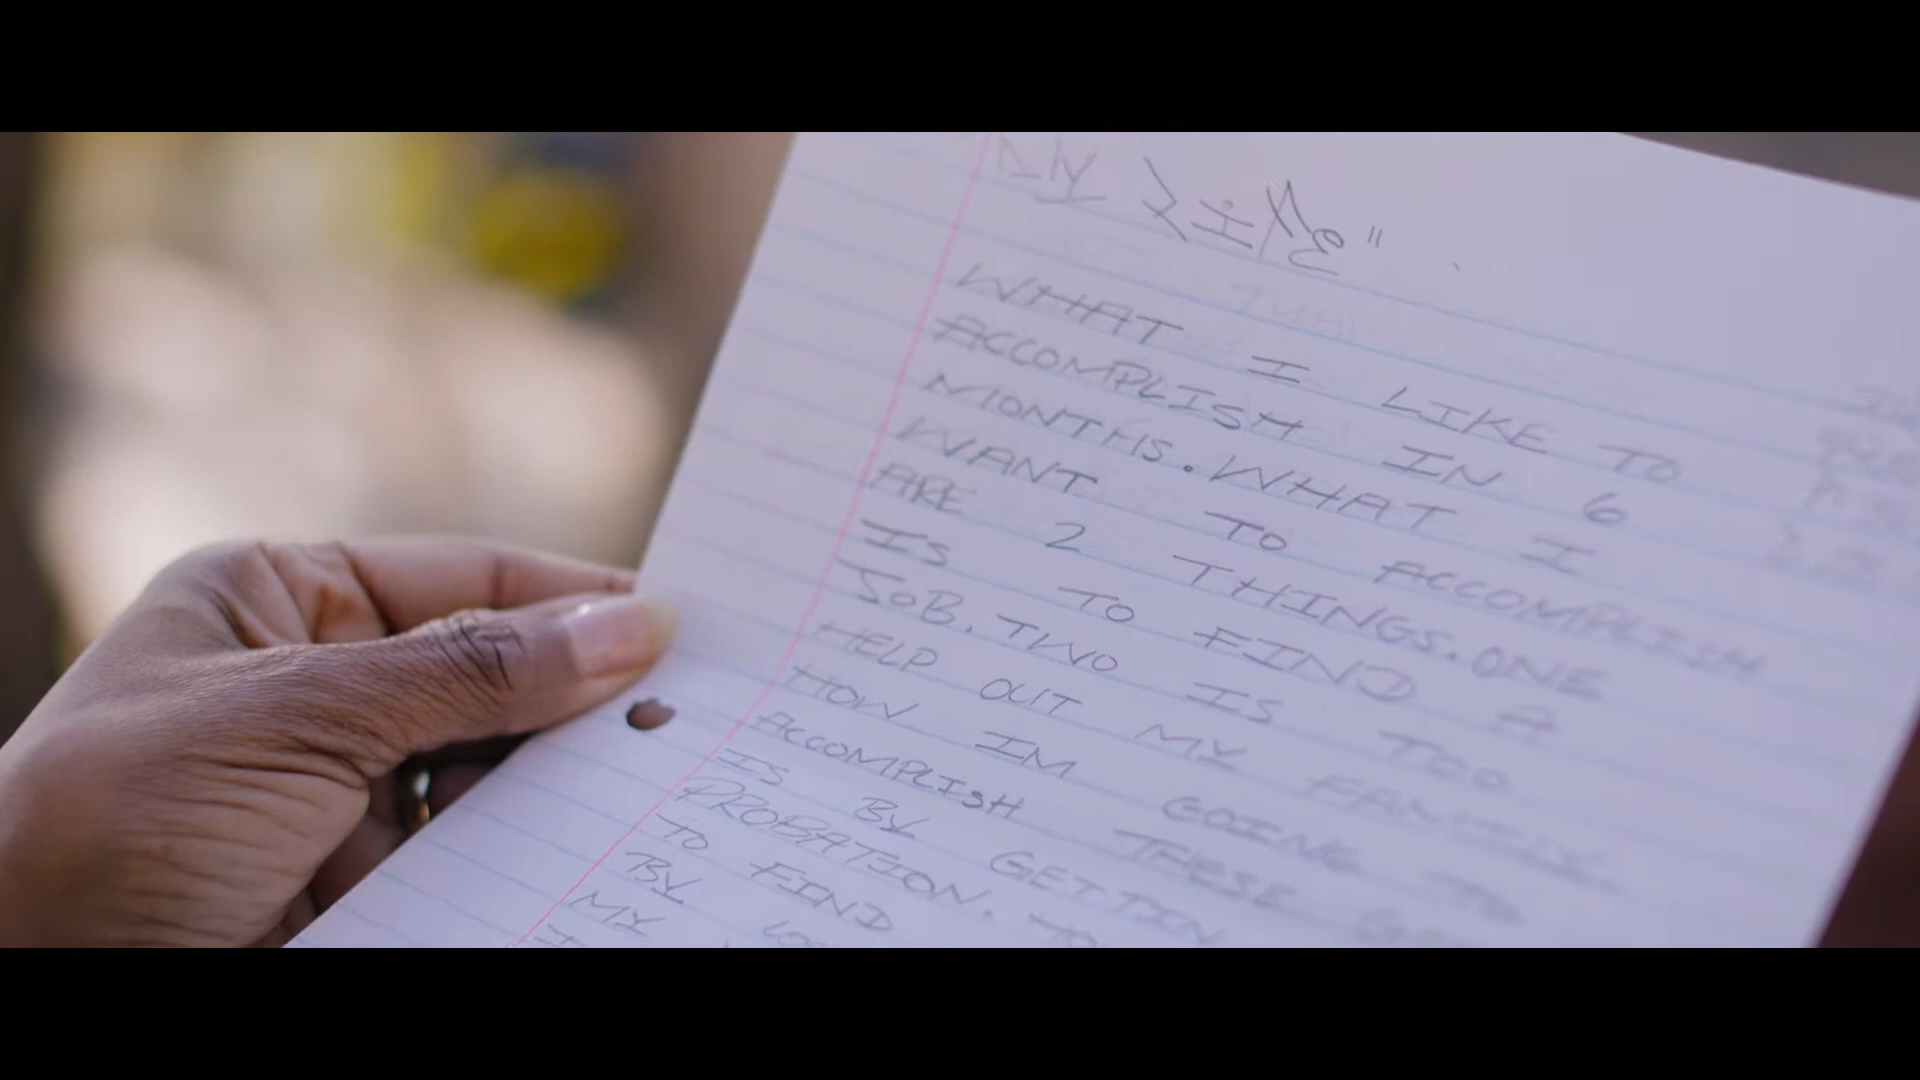 My Life"
WHAT I LIKE TO
ACCOMPLISH IN 6
MONTHS. WHAT I
WANT TO ACCOMPLISH
ARE 2 THINGS. ONE
IS TO FIND A
JOB. TWO IS TOO
HELP OUT MY FAMILY.
HOW IM GOING TO
ACCOMPLISH THESE
IS BY GETTIN
PROBATION. TO
TO FIND
BY
MY